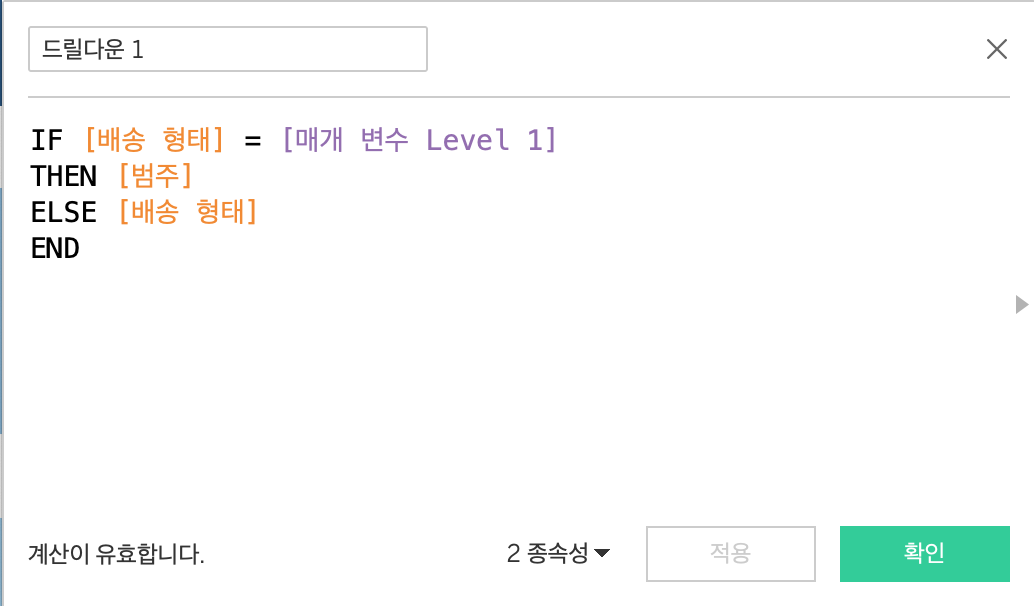 드릴다운 1
IF [배송 형태] = [매개 변수 Level 1]
THEN [범주]
ELSE [배송 형태]
END
계산이 유효합니다. 2 종속성 적용 확인